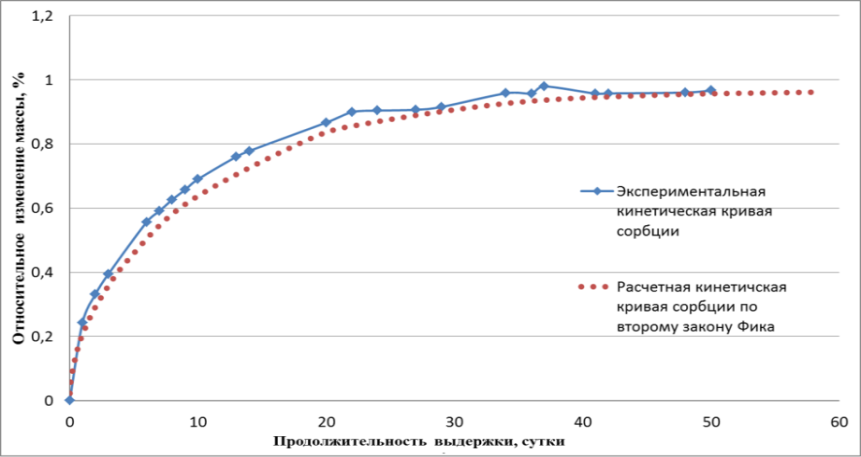 1,2
1
0,8
0,6
0,4
0,2
0
Относительное изменение массы, %
Экспериментальная
кинетическая кривая
сорбции
Расчетная кинетичская
кривая сорбции по
второму закону Фика
0 10 20 30 40 50 60
Продолжительность выдержки, сутки